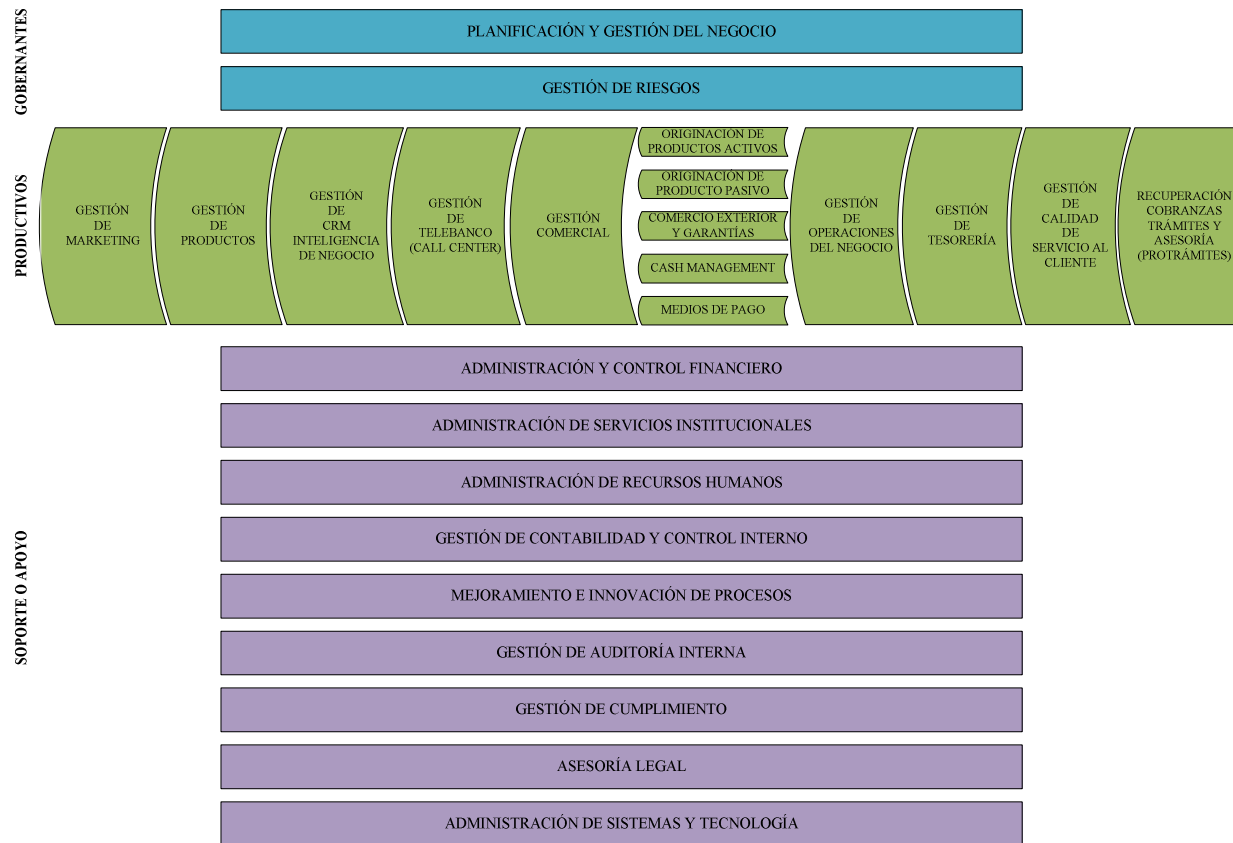 GOBERNANTES
PLANIFICACIÓN Y GESTIÓN DEL NEGOCIO
GESTIÓN DE RIESGOS
PRODUCTIVOS
GESTIÓN
DE
MARKETING
GESTIÓN
DE
PRODUCTOS
GESTIÓN
DE
CRM
INTELIGENCIA
DE NEGOCIO
GESTIÓN
DE
TELEBANCO
(CALL CENTER)
GESTIÓN
COMERCIAL
ORIGINACIÓN DE
PRODUCTOS ACTIVOS
ORIGINACIÓN DE
PRODUCTO PASIVO
COMERCIO EXTERIOR
Y GARANTÍAS
CASH MANAGEMENT
MEDIOS DE PAGO
GESTIÓN
DE
OPERACIONES
DEL NEGOCIO
GESTIÓN
DE
TESORERÍA
GESTIÓN
DE
CALIDAD
DE
SERVICIO AL
CLIENTE
RECUPERACIÓN
COBRANZAS
TRÁMITES Y
ASESORÍA
(PROTRÁMITES)
SOPORTE O APOYO
ADMINISTRACIÓN Y CONTROL FINANCIERO
ADMINISTRACIÓN DE SERVICIOS INSTITUCIONALES
ADMINISTRACIÓN DE RECURSOS HUMANOS
GESTIÓN DE CONTABILIDAD Y CONTROL INTERNO
MEJORAMIENTO E INNOVACIÓN DE PROCESOS
GESTIÓN DE AUDITORÍA INTERNA
GESTIÓN DE CUMPLIMIENTO
ASESORÍA LEGAL
ADMINISTRACIÓN DE SISTEMAS Y TECNOLOGÍA